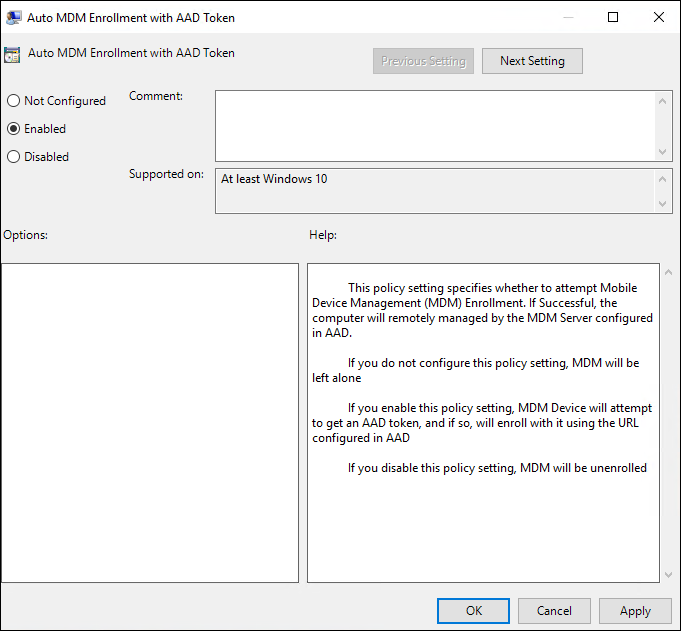 Auto MDM Enrollment with AAD Token
Auto MDM Enrollment with AAD Token
Previous Setting
Next Setting
Not Configured
Enabled
Disabled
Comment:
Supported on:
At least Windows 10
Options:
Help:
This policy setting specifies whether to attempt Mobile
Device Management (MDM) Enrollment. If Successful, the
computer will remotely managed by the MDM Server configured
in AAD.
If you do not configure this policy setting, MDM will be
left alone
If you enable this policy setting, MDM Device will attempt
to get an AAD token, and if so, will enroll with it using the URL
configured in AAD
If you disable this policy setting, MDM will be unenrolled
OK
Cancel
Apply